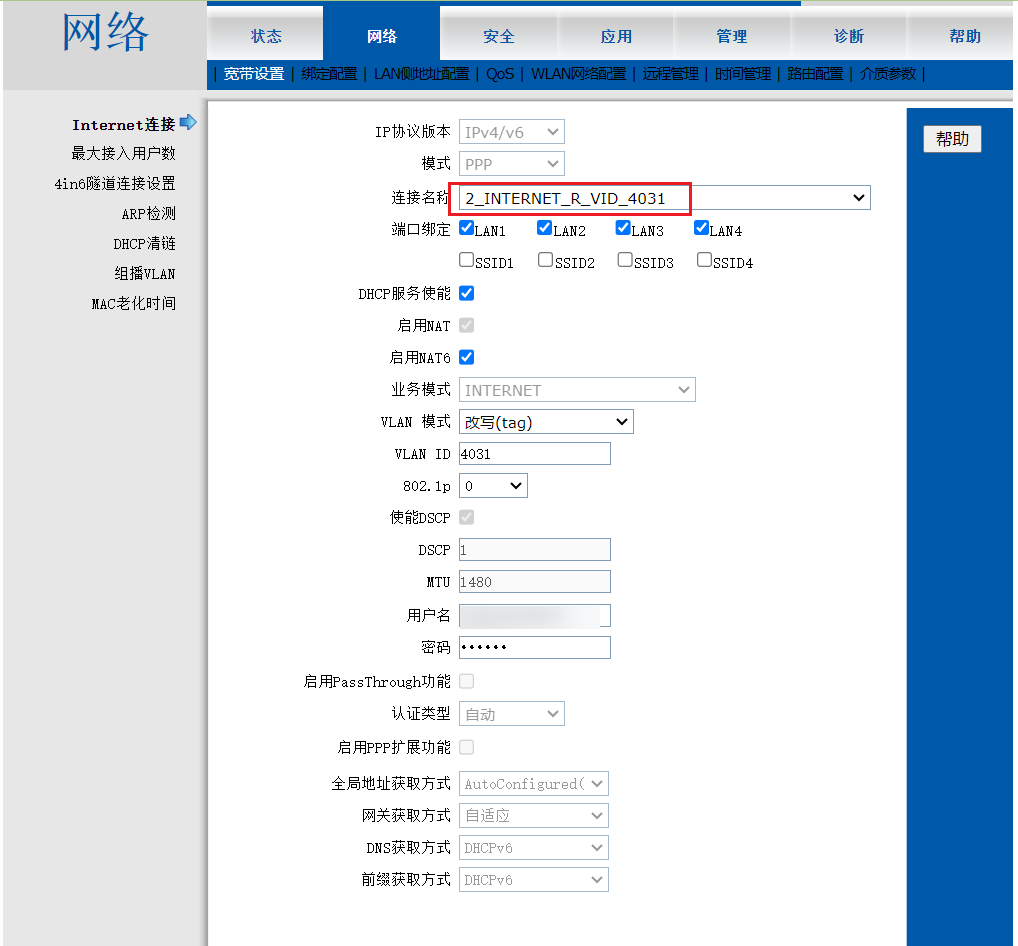 网络
状态 网络 安全 应用 管理 诊断 帮助
| 宽带设置 | 绑定配置 | LAN侧地址配置 | QoS | WLAN网络配置 | 远程管理 | 时间管理 | 路由配置 | 介质参数 |
Internet连接
最大接入用户数
4in6隧道连接设置
ARP检测
DHCP清链
组播VLAN
MAC老化时间
IP协议版本 IPv4/v6
模式 PPP
连接名称 2_INTERNET_R_VID_4031
端口绑定 LAN1 LAN2 LAN3 LAN4
SSID1 SSID2 SSID3 SSID4
DHCP服务使能
启用NAT
启用NAT6
业务模式 INTERNET
VLAN 模式 改写(tag)
VLAN ID 4031
802.1p 0
使能DSCP
DSCP 1
MTU 1480
用户名
密码 ••••••
启用PassThrough功能
认证类型 自动
启用PPP扩展功能
全局地址获取方式 AutoConfigured(
网关获取方式 自适应
DNS获取方式 DHCPv6
前缀获取方式 DHCPv6
帮助